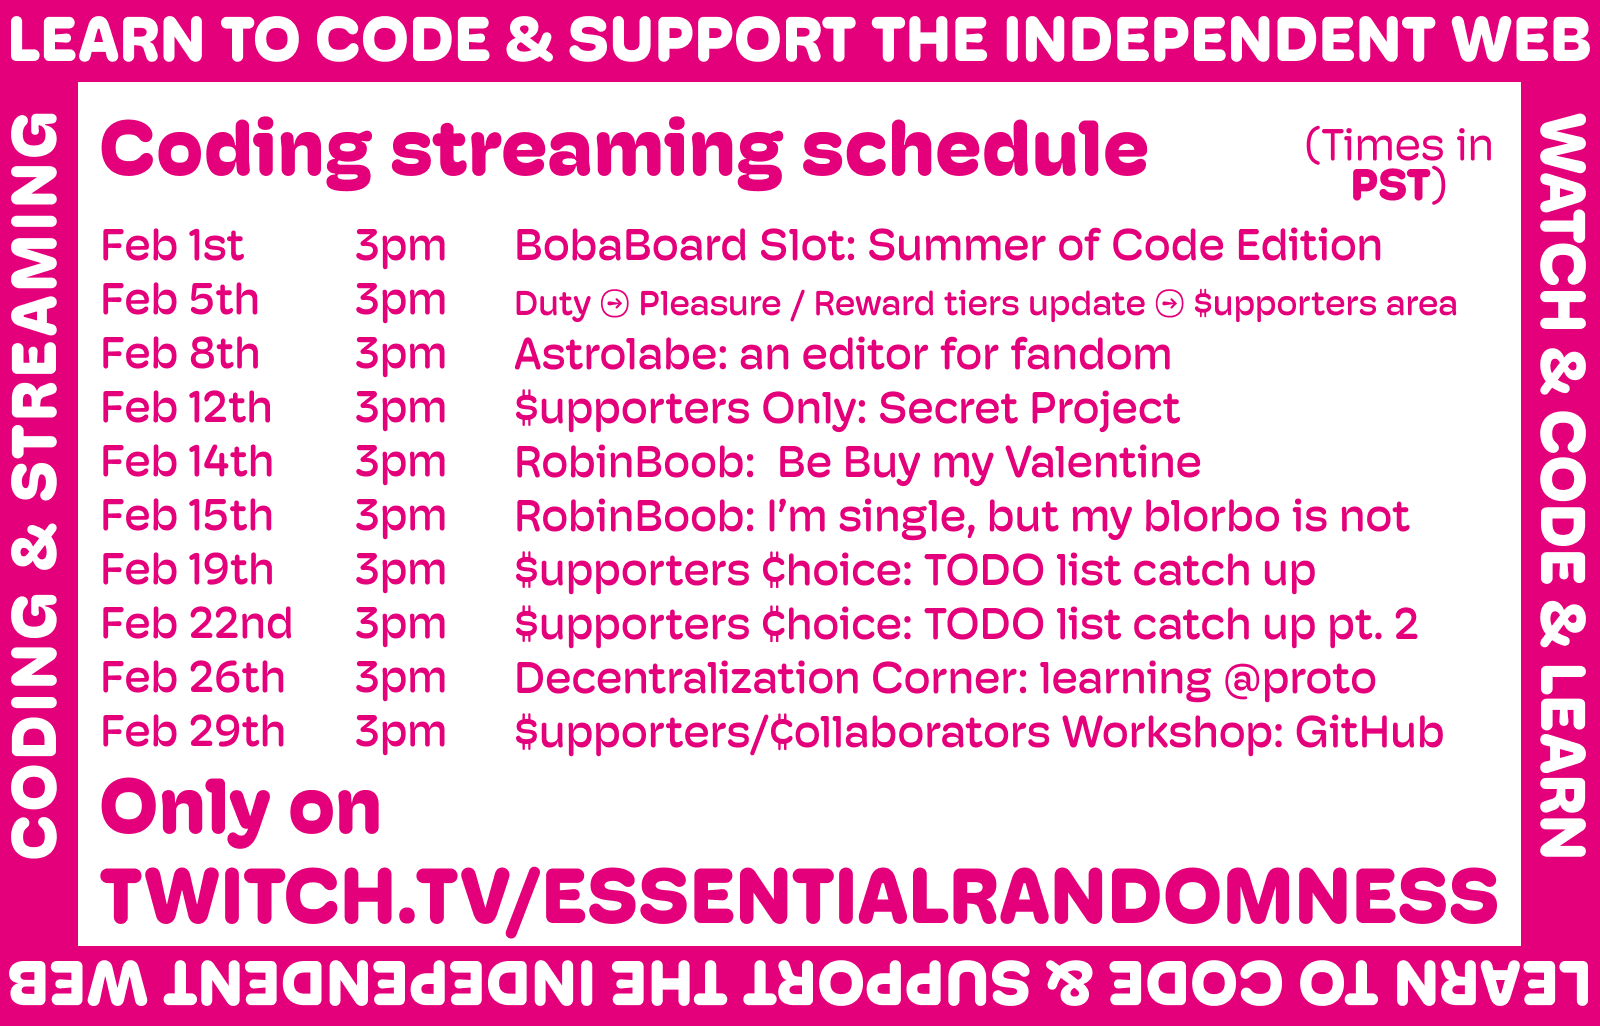 LEARN TO CODE & SUPPORT THE INDEPENDENT WEB
CODING & STREAMING
WATCH & CODE & LEARN
Coding streaming schedule
(Times in
PST)
Feb 1st 3pm BobaBoard Slot: Summer of Code Edition
Feb 5th 3pm Duty → Pleasure / Reward tiers update → $upporters area
Feb 8th 3pm Astrolabe: an editor for fandom
Feb 12th 3pm $upporters Only: Secret Project
Feb 14th 3pm RobinBoob: Be Buy my Valentine
Feb 15th 3pm RobinBoob: I'm single, but my blorbo is not
Feb 19th 3pm $upporters ₵hoice: TODO list catch up
Feb 22nd 3pm $upporters ₵hoice: TODO list catch up pt. 2
Feb 26th 3pm Decentralization Corner: learning @proto
Feb 29th 3pm $upporters/₵ollaborators Workshop: GitHub
Only on
TWITCH.TV/ESSENTIALRANDOMNESS
LEARN TO CODE & SUPPORT THE INDEPENDENT WEB